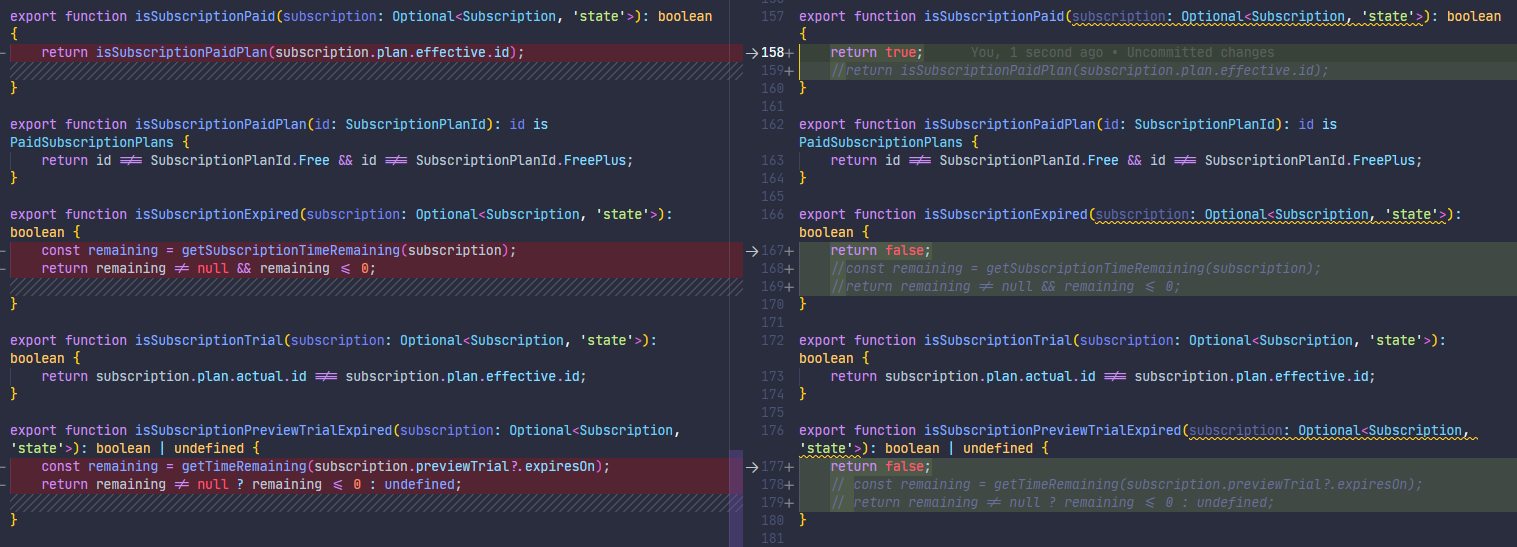 export function isSubscriptionPaid(subscription: Optional<Subscription, 'state'>): boolean
{
return isSubscriptionPaidPlan(subscription.plan.effective.id);
}
export function isSubscriptionPaidPlan(id: SubscriptionPlanId): id is
PaidSubscriptionPlans {
return id !== SubscriptionPlanId.Free && id !== SubscriptionPlanId.FreePlus;
}
export function isSubscriptionExpired(subscription: Optional<Subscription, 'state'>):
boolean {
const remaining = getSubscriptionTimeRemaining(subscription);
return remaining != null && remaining <= 0;
}
export function isSubscriptionTrial(subscription: Optional<Subscription, 'state'>):
boolean {
return subscription.plan.actual.id !== subscription.plan.effective.id;
}
export function isSubscriptionPreviewTrialExpired(subscription: Optional<Subscription,
'state'>): boolean | undefined {
const remaining = getTimeRemaining(subscription.previewTrial?.expiresOn);
return remaining != null ? remaining <= 0 : undefined;
}
157 export function isSubscriptionPaid(subscription: Optional<Subscription, 'state'>): boolean
{
158+ return true; You, 1 second ago • Uncommitted changes
159+ //return isSubscriptionPaidPlan(subscription.plan.effective.id);
160 }
161
162 export function isSubscriptionPaidPlan(id: SubscriptionPlanId): id is
PaidSubscriptionPlans {
163 return id !== SubscriptionPlanId.Free && id !== SubscriptionPlanId.FreePlus;
164 }
165
166 export function isSubscriptionExpired(subscription: Optional<Subscription, 'state'>):
boolean {
167+ return false;
168+ //const remaining = getSubscriptionTimeRemaining(subscription);
169+ //return remaining != null && remaining <= 0;
170 }
171
172 export function isSubscriptionTrial(subscription: Optional<Subscription, 'state'>):
boolean {
173 return subscription.plan.actual.id !== subscription.plan.effective.id;
174 }
175
176 export function isSubscriptionPreviewTrialExpired(subscription: Optional<Subscription,
'state'>): boolean | undefined {
177+ return false;
178+ // const remaining = getTimeRemaining(subscription.previewTrial?.expiresOn);
179+ // return remaining != null ? remaining <= 0 : undefined;
180 }
181